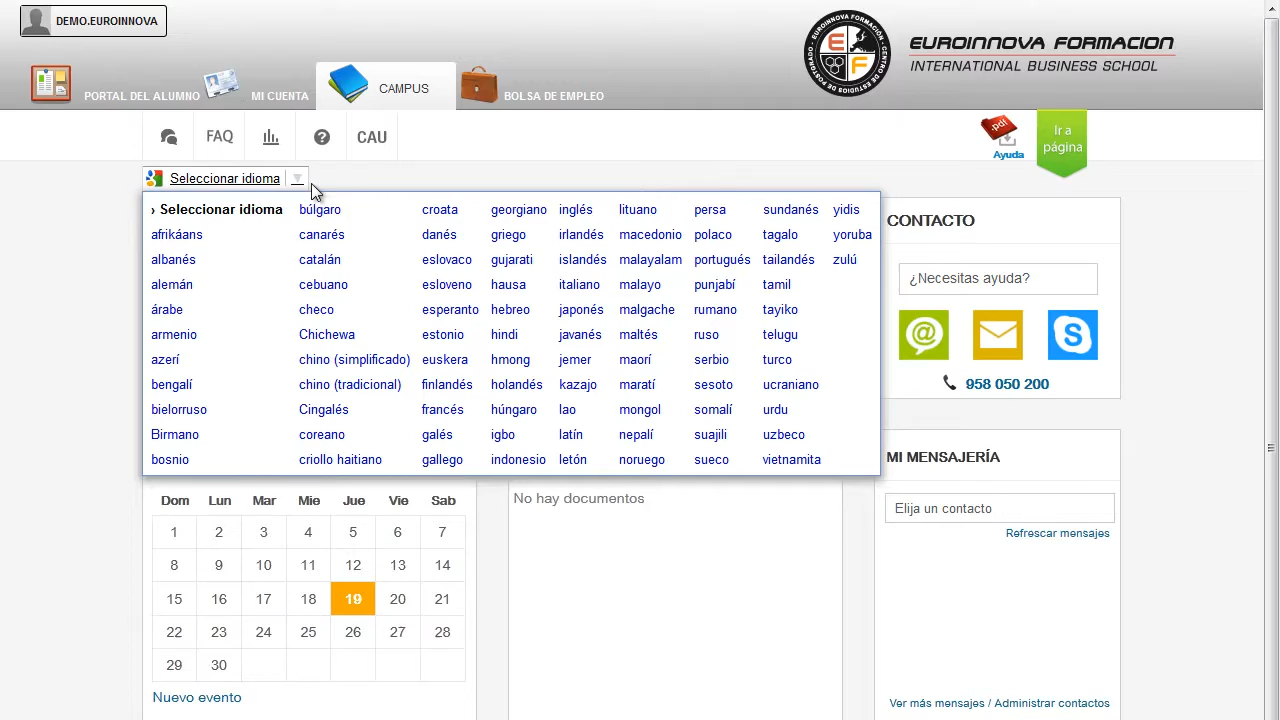 DEMO.EUROINNOVA
EUROINNOVA FORMACIÓN · CENTRO DE ESTUDIOS DE POSTGRADO
E F
EUROINNOVA FORMACION
INTERNATIONAL BUSINESS SCHOOL
PORTAL DEL ALUMNO MI CUENTA CAMPUS BOLSA DE EMPLEO
FAQ ? CAU
.pdf
Ayuda
Ir a
página
Seleccionar idioma
› Seleccionar idioma búlgaro croata georgiano inglés lituano persa sundanés yidis
afrikáans canarés danés griego irlandés macedonio polaco tagalo yoruba
albanés catalán eslovaco gujarati islandés malayalam portugués tailandés zulú
alemán cebuano esloveno hausa italiano malayo punjabí tamil
árabe checo esperanto hebreo japonés malgache rumano tayiko
armenio Chichewa estonio hindi javanés maltés ruso telugu
azerí chino (simplificado) euskera hmong jemer maorí serbio turco
bengalí chino (tradicional) finlandés holandés kazajo maratí sesoto ucraniano
bielorruso Cingalés francés húngaro lao mongol somalí urdu
Birmano coreano galés igbo latín nepalí suajili uzbeco
bosnio criollo haitiano gallego indonesio letón noruego sueco vietnamita
CONTACTO
¿Necesitas ayuda?
958 050 200
MI MENSAJERÍA
Elija un contacto
Refrescar mensajes
Ver más mensajes / Administrar contactos
No hay documentos
Dom Lun Mar Mie Jue Vie Sab
1 2 3 4 5 6 7
8 9 10 11 12 13 14
15 16 17 18 19 20 21
22 23 24 25 26 27 28
29 30
Nuevo evento